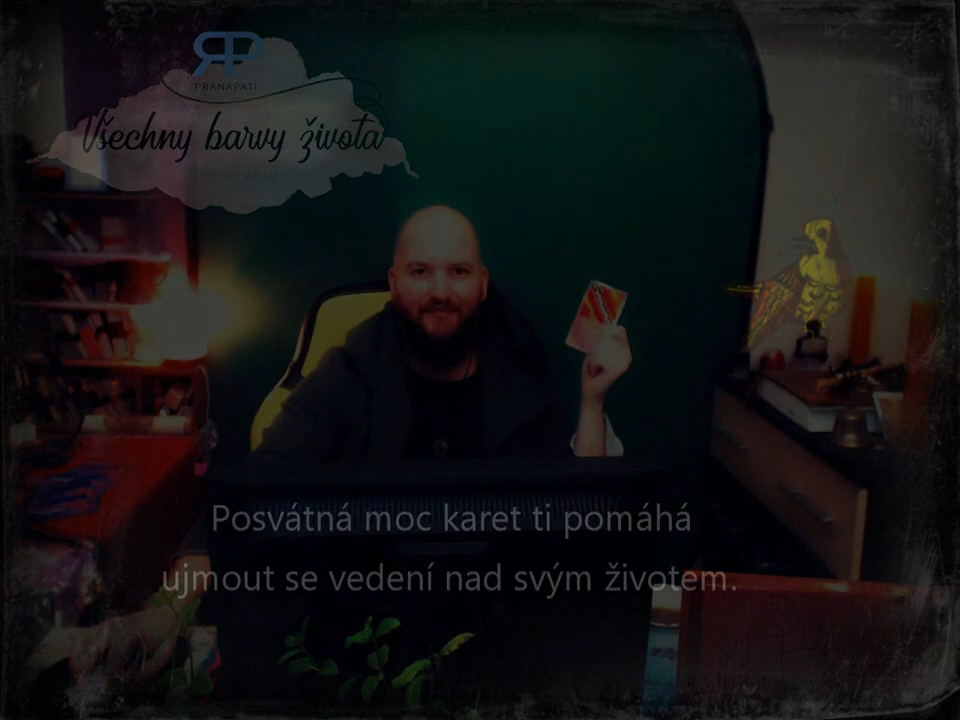 PRANAPATI
Všechny barvy života
Posvátná moc karet ti pomáhá
ujmout se vedení nad svým životem.